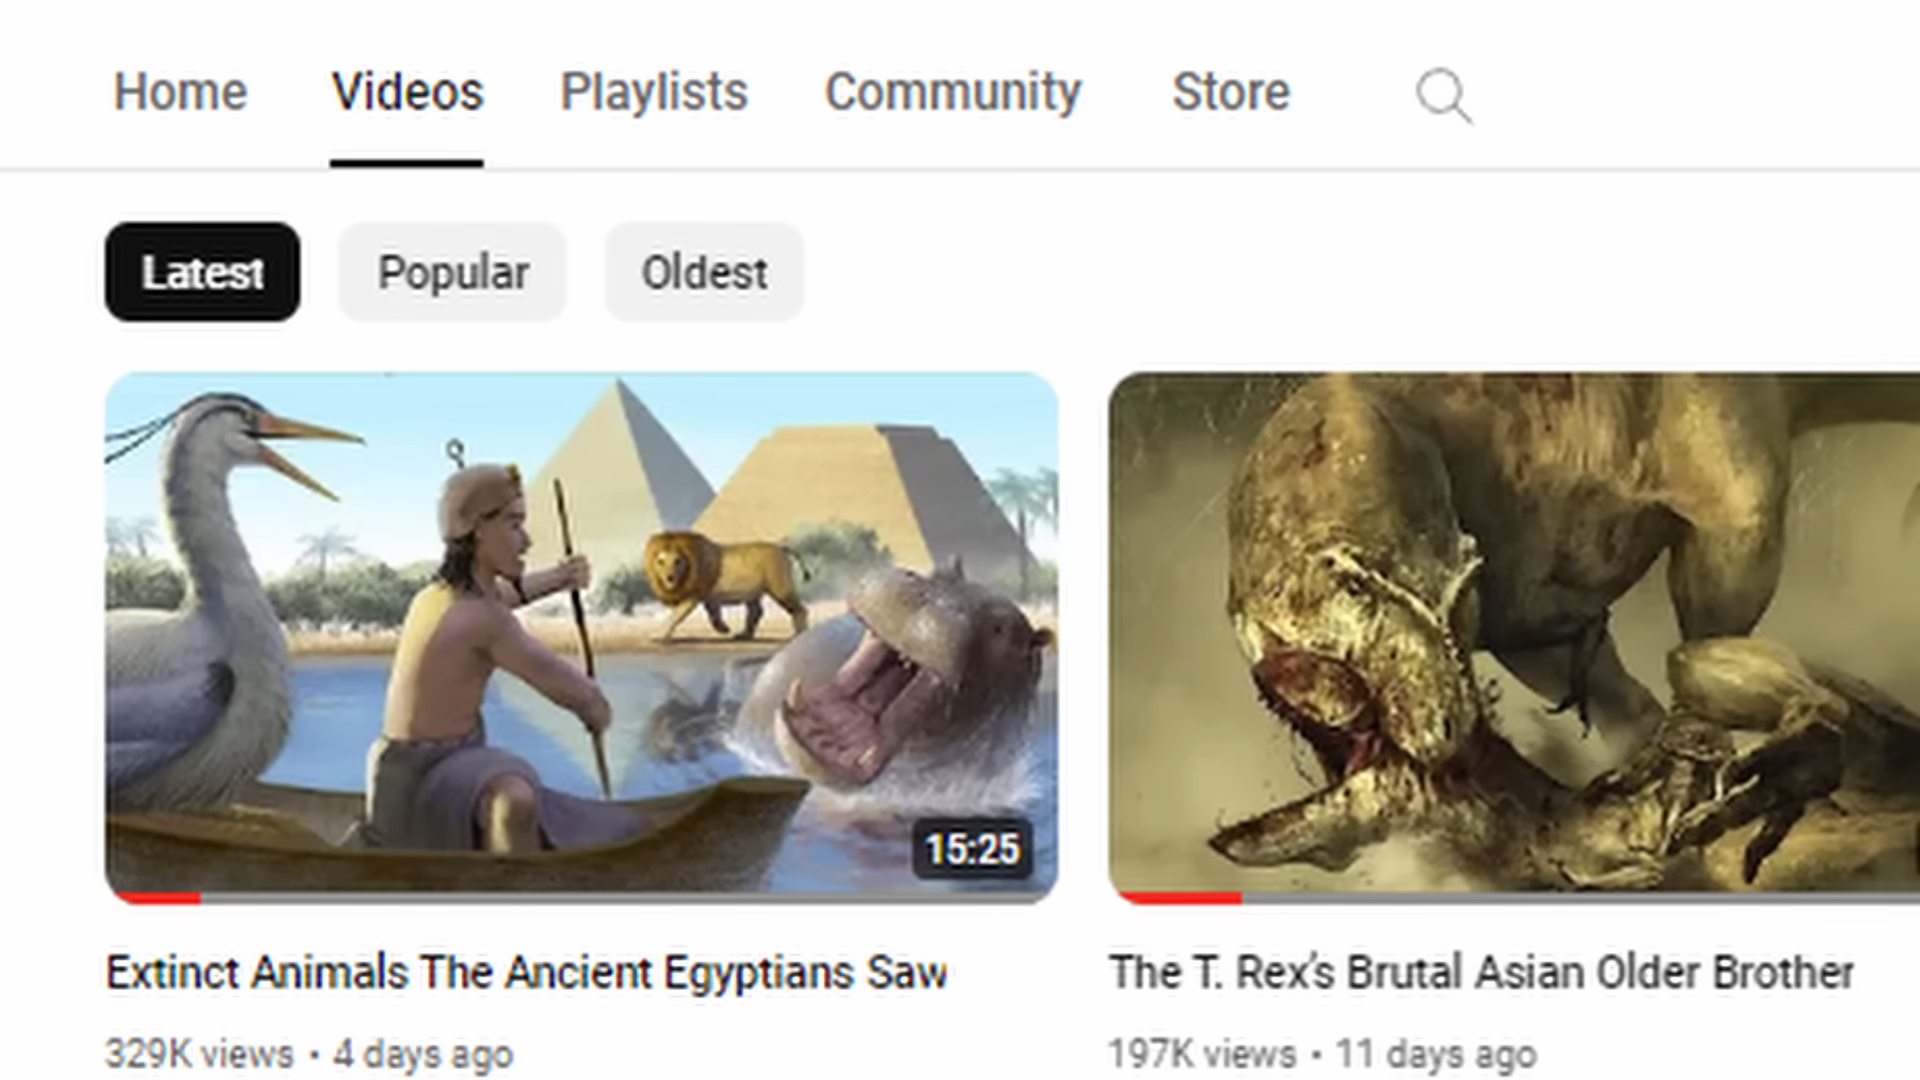 Home Videos Playlists Community Store
Latest Popular Oldest
15:25
Extinct Animals The Ancient Egyptians Saw
329K views • 4 days ago
The T. Rex's Brutal Asian Older Brother
197K views • 11 days ago